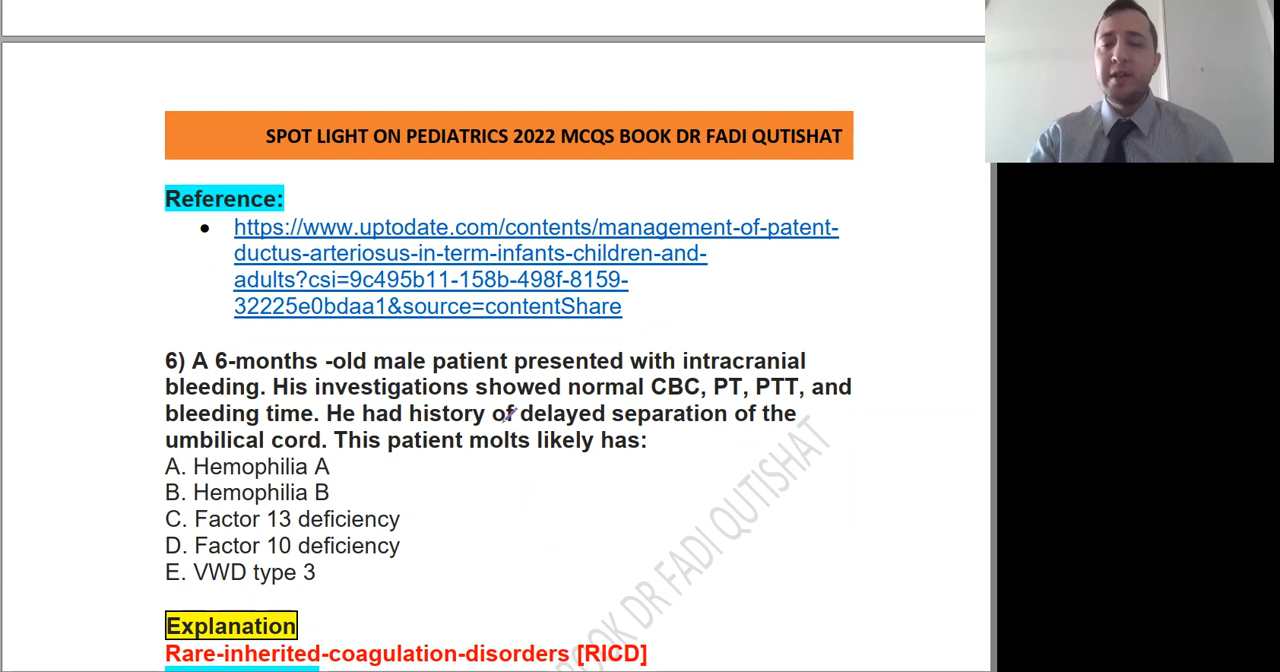 SPOT LIGHT ON PEDIATRICS 2022 MCQS BOOK DR FADI QUTISHAT
Reference:
https://www.uptodate.com/contents/management-of-patent-
ductus-arteriosus-in-term-infants-children-and-
adults?csi=9c495b11-158b-498f-8159-
32225e0bdaa1&source=contentShare
6) A 6-months -old male patient presented with intracranial
bleeding. His investigations showed normal CBC, PT, PTT, and
bleeding time. He had history of delayed separation of the
umbilical cord. This patient molts likely has:
A. Hemophilia A
B. Hemophilia B
C. Factor 13 deficiency
D. Factor 10 deficiency
E. VWD type 3
Explanation
Rare-inherited-coagulation-disorders [RICD]
BOOK DR FADI QUTISHAT